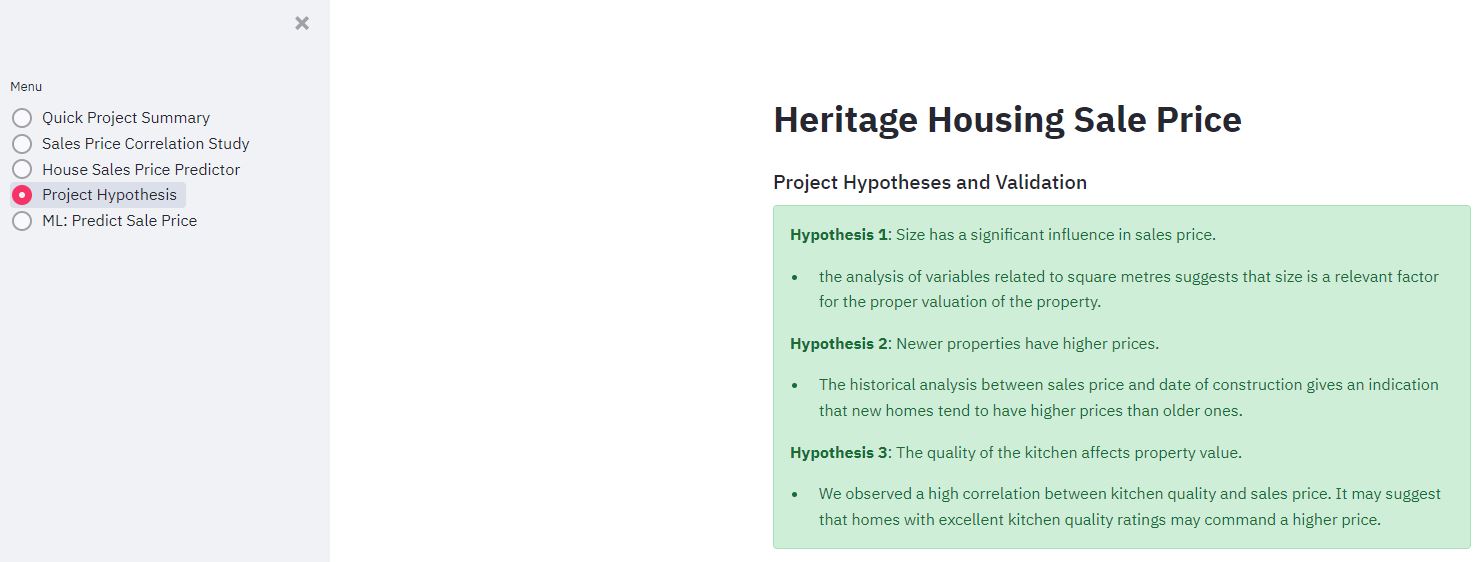 Menu
Quick Project Summary
Sales Price Correlation Study
House Sales Price Predictor
Project Hypothesis
ML: Predict Sale Price
Heritage Housing Sale Price
Project Hypotheses and Validation
Hypothesis 1: Size has a significant influence in sales price.
• the analysis of variables related to square metres suggests that size is a relevant factor
for the proper valuation of the property.
Hypothesis 2: Newer properties have higher prices.
• The historical analysis between sales price and date of construction gives an indication
that new homes tend to have higher prices than older ones.
Hypothesis 3: The quality of the kitchen affects property value.
• We observed a high correlation between kitchen quality and sales price. It may suggest
that homes with excellent kitchen quality ratings may command a higher price.